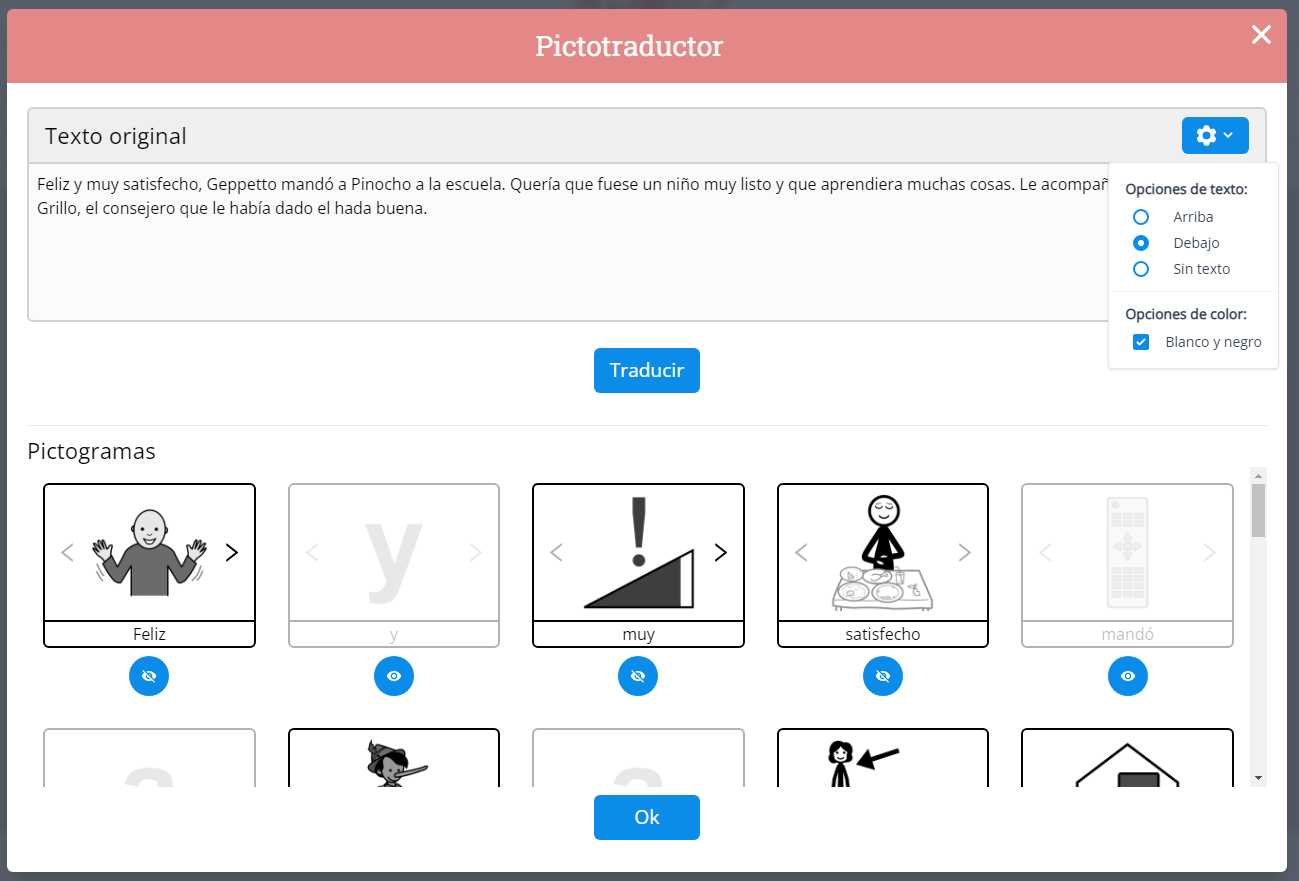 Pictotraductor
Texto original
Feliz y muy satisfecho, Geppetto mandó a Pinocho a la escuela. Quería que fuese un niño muy listo y que aprendiera muchas cosas. Le
Grillo, el consejero que le había dado el hada buena.
Opciones de texto:
Arriba
Debajo
Sin texto
Opciones de color:
Blanco y negro
Traducir
Pictogramas
y
Feliz
y
muy
satisfecho
mandó
Ok